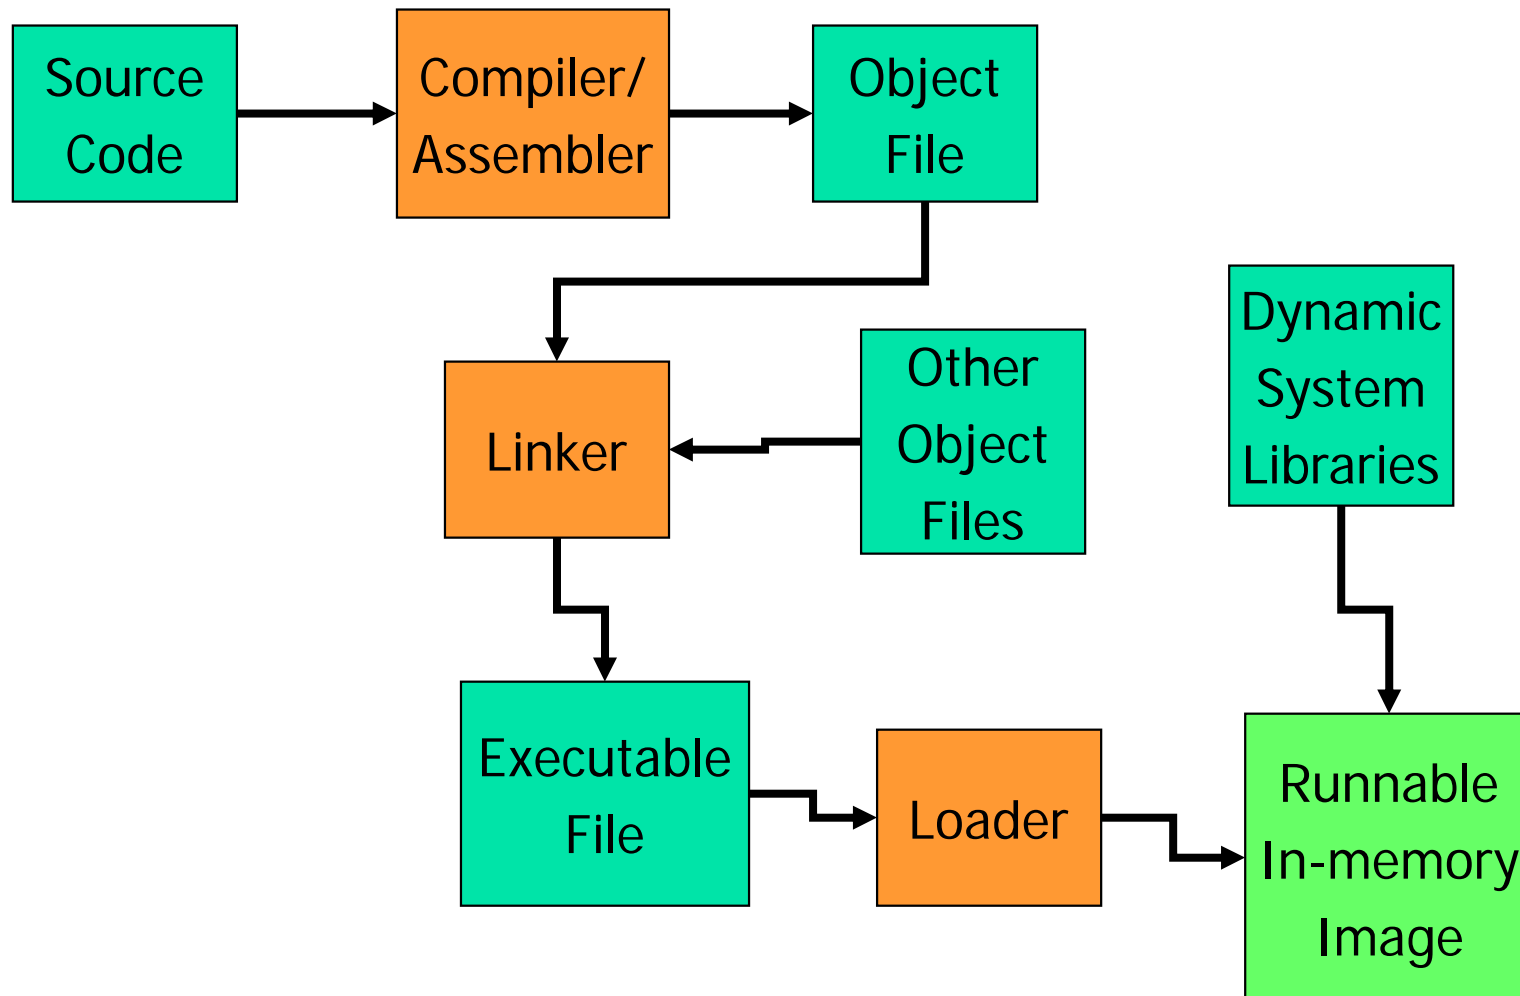 Source
Code
Compiler/
Assembler
Object
File
Linker
Other
Object
Files
Dynamic
System
Libraries
Executable
File
Loader
Runnable
In-memory
Image